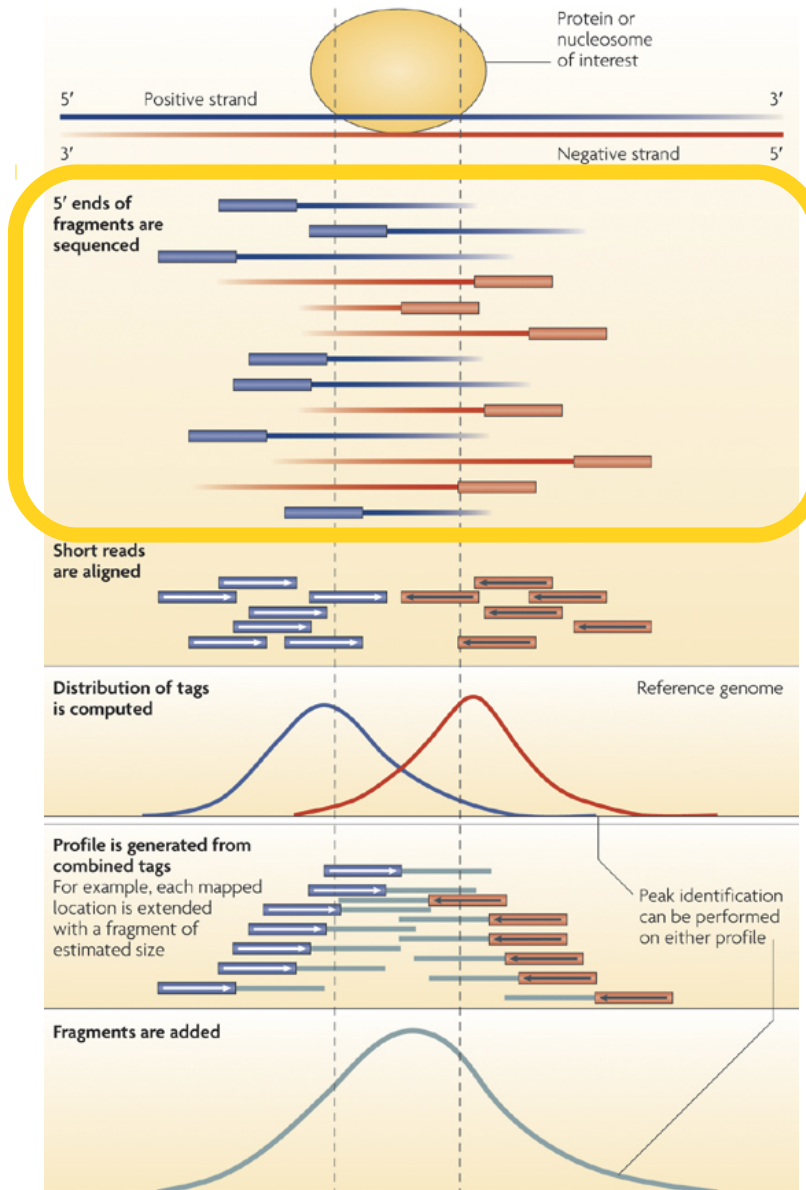 Protein or
nucleosome
of interest
5′ Positive strand 3′
3′ Negative strand 5′
5′ ends of
fragments are
sequenced
Short reads
are aligned
Distribution of tags
is computed
Reference genome
Profile is generated from
combined tags
For example, each mapped
location is extended
with a fragment of
estimated size
Peak identification
can be performed
on either profile
Fragments are added